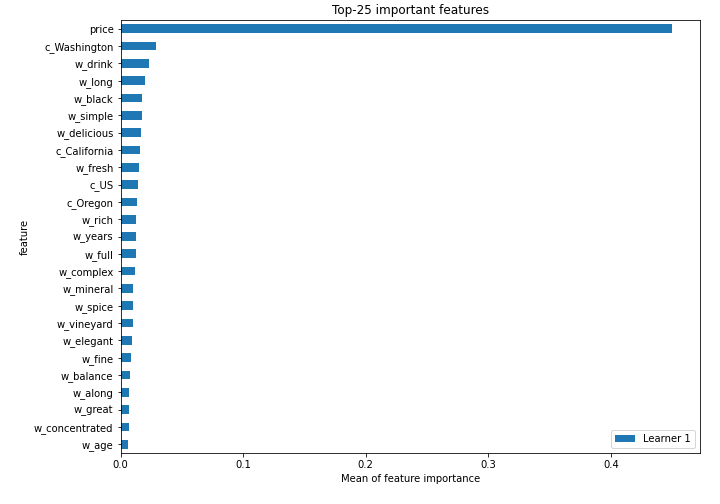 Top-25 important features
price
c_Washington
w_drink
w_long
w_black
w_simple
w_delicious
c_California
w_fresh
c_US
c_Oregon
w_rich
w_years
w_full
w_complex
w_mineral
w_spice
w_vineyard
w_elegant
w_fine
w_balance
w_along
w_great
w_concentrated
w_age
feature
Learner 1
0.0 0.1 0.2 0.3 0.4
Mean of feature importance